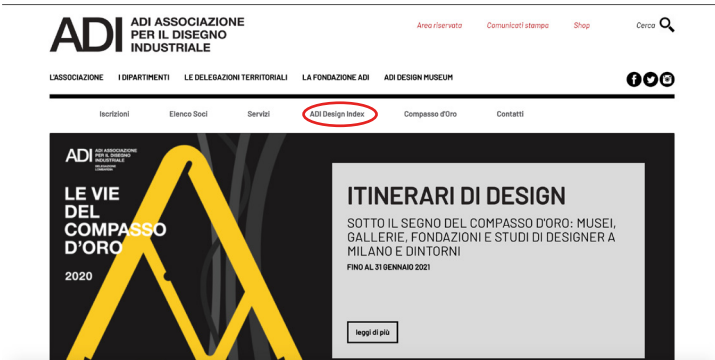 ADI ADI ASSOCIAZIONE
PER IL DISEGNO
INDUSTRIALE
Area riservata Comunicati stampa Shop Cerca
L'ASSOCIAZIONE I DIPARTIMENTI LE DELEGAZIONI TERRITORIALI LA FONDAZIONE ADI ADI DESIGN MUSEUM
Iscrizioni Elenco Soci Servizi ADI Design Index Compasso d'Oro Contatti
ADI ADI ASSOCIAZIONE
PER IL DISEGNO
INDUSTRIALE
DELEGAZIONE
LOMBARDIA
LE VIE
DEL
COMPASSO
D'ORO
2020
ITINERARI DI DESIGN
SOTTO IL SEGNO DEL COMPASSO D'ORO: MUSEI,
GALLERIE, FONDAZIONI E STUDI DI DESIGNER A
MILANO E DINTORNI
FINO AL 31 GENNAIO 2021
leggi di più